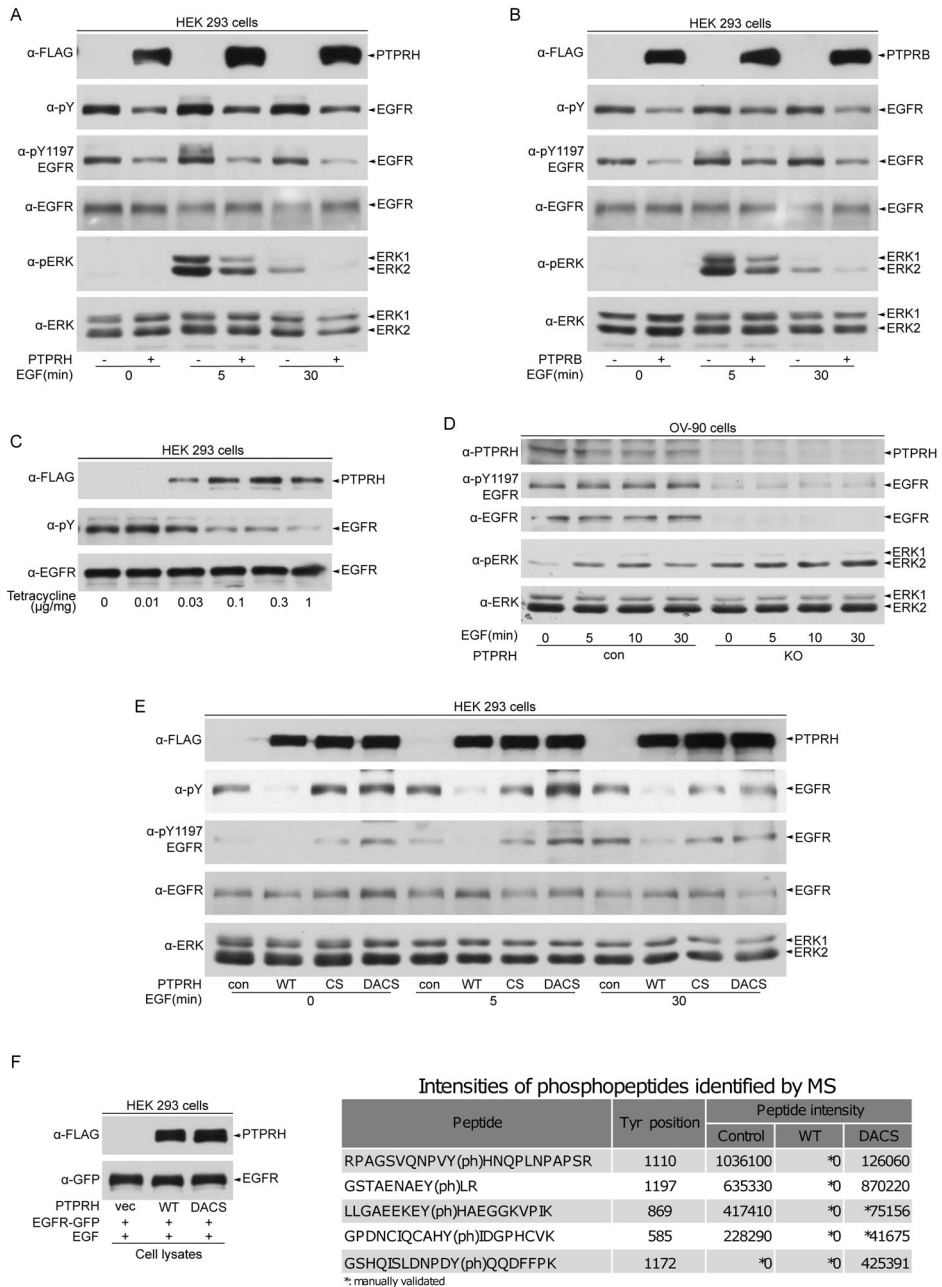 A
HEK 293 cells
α-FLAG
PTPRH
α-pY
EGFR
α-pY1197
EGFR
EGFR
α-EGFR
EGFR
α-pERK
ERK1
ERK2
α-ERK
ERK1
ERK2
PTPRH - + - + - +
EGF(min) 0 5 30
B
HEK 293 cells
α-FLAG
PTPRB
α-pY
EGFR
α-pY1197
EGFR
EGFR
α-EGFR
EGFR
α-pERK
ERK1
ERK2
α-ERK
ERK1
ERK2
PTPRB - + - + - +
EGF(min) 0 5 30
C
HEK 293 cells
α-FLAG
PTPRH
α-pY
EGFR
α-EGFR
EGFR
Tetracycline
(µg/mg) 0 0.01 0.03 0.1 0.3 1
D
OV-90 cells
α-PTPRH
PTPRH
α-pY1197
EGFR
EGFR
α-EGFR
EGFR
α-pERK
ERK1
ERK2
α-ERK
ERK1
ERK2
EGF(min) 0 5 10 30 0 5 10 30
PTPRH con KO
E
HEK 293 cells
α-FLAG
PTPRH
α-pY
EGFR
α-pY1197
EGFR
EGFR
α-EGFR
EGFR
α-ERK
ERK1
ERK2
PTPRH con WT CS DACS con WT CS DACS con WT CS DACS
EGF(min) 0 5 30
F
HEK 293 cells
α-FLAG
PTPRH
α-GFP
EGFR
PTPRH vec WT DACS
EGFR-GFP + + +
EGF + + +
Cell lysates
Intensities of phosphopeptides identified by MS
Peptide Tyr position Peptide intensity
Control WT DACS
RPAGSVQNPVY(ph)HNQPLNPAPSR 1110 1036100 *0 126060
GSTAENAEY(ph)LR 1197 635330 *0 870220
LLGAEEKEY(ph)HAEGGKVPIK 869 417410 *0 *75156
GPDNCIQCAHY(ph)IDGPHCVK 585 228290 *0 *41675
GSHQISLDNPDY(ph)QQDFFPK 1172 *0 *0 425391
*: manually validated